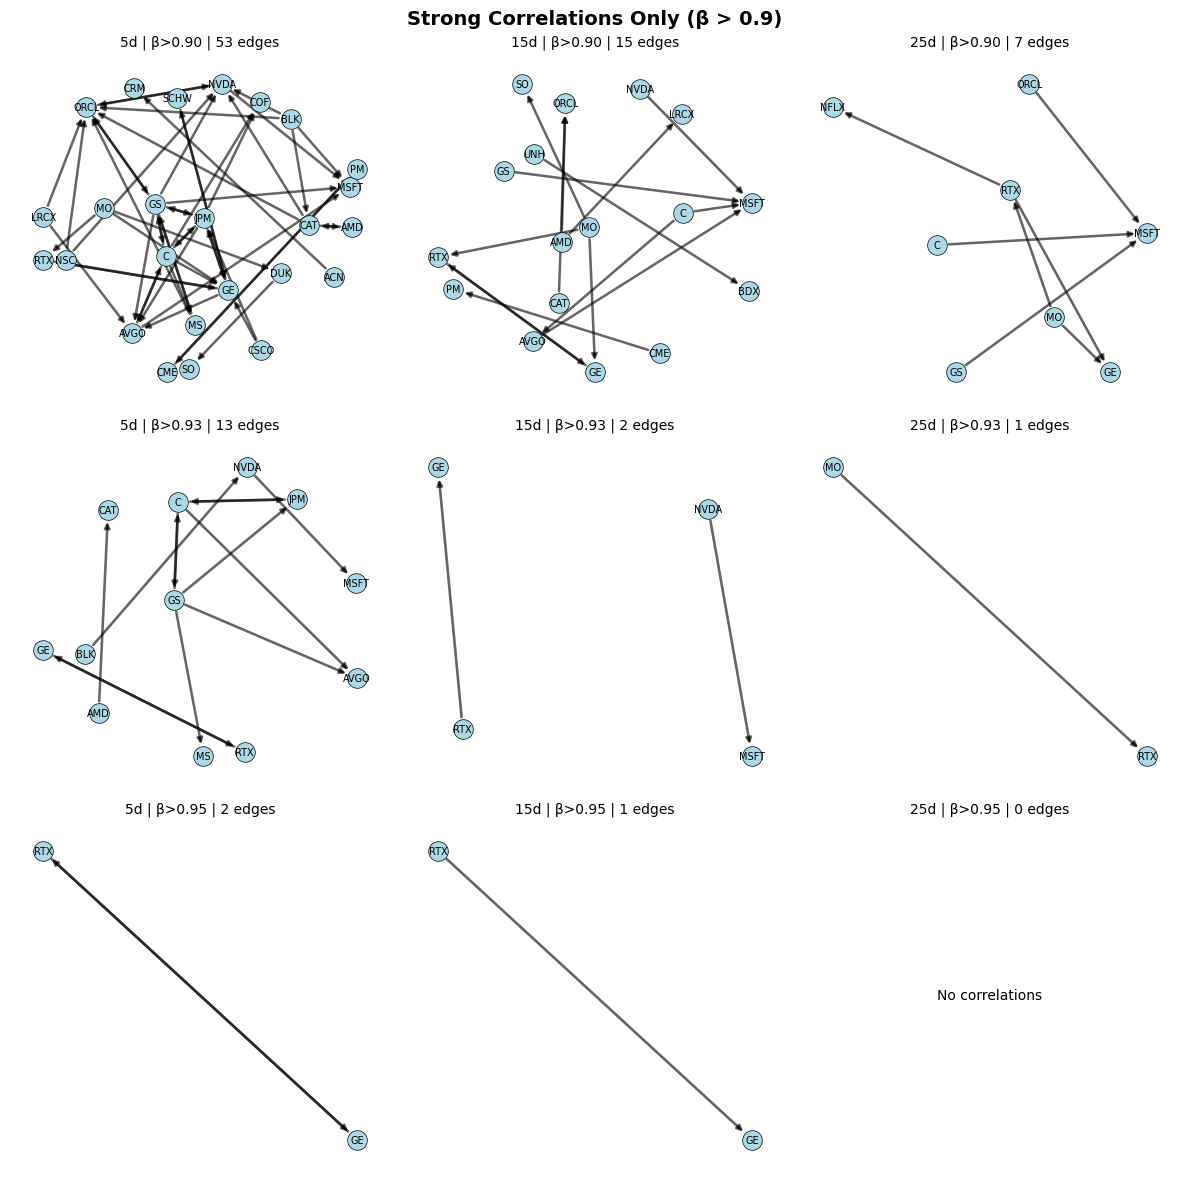 Strong Correlations Only (β > 0.9)
5d | β>0.90 | 53 edges
15d | β>0.90 | 15 edges
25d | β>0.90 | 7 edges
CRM
NVDA
SCHW
COF
ORCL
BLK
PM
MSFT
LRCX
MO
GS
JPM
CAT
AMD
RTX
NSC
C
DUK
ACN
GE
AVGO
MS
CSCO
CME
SO
SO
ORCL
NVDA
LRCX
UNH
GS
MSFT
C
MO
AMD
RTX
PM
BDX
CAT
AVGO
CME
GE
ORCL
NFLX
RTX
MSFT
C
MO
GS
GE
5d | β>0.93 | 13 edges
15d | β>0.93 | 2 edges
25d | β>0.93 | 1 edges
NVDA
C
JPM
CAT
MSFT
GS
GE
BLK
AVGO
AMD
MS
RTX
GE
NVDA
RTX
MSFT
MO
RTX
5d | β>0.95 | 2 edges
15d | β>0.95 | 1 edges
25d | β>0.95 | 0 edges
RTX
GE
RTX
GE
No correlations